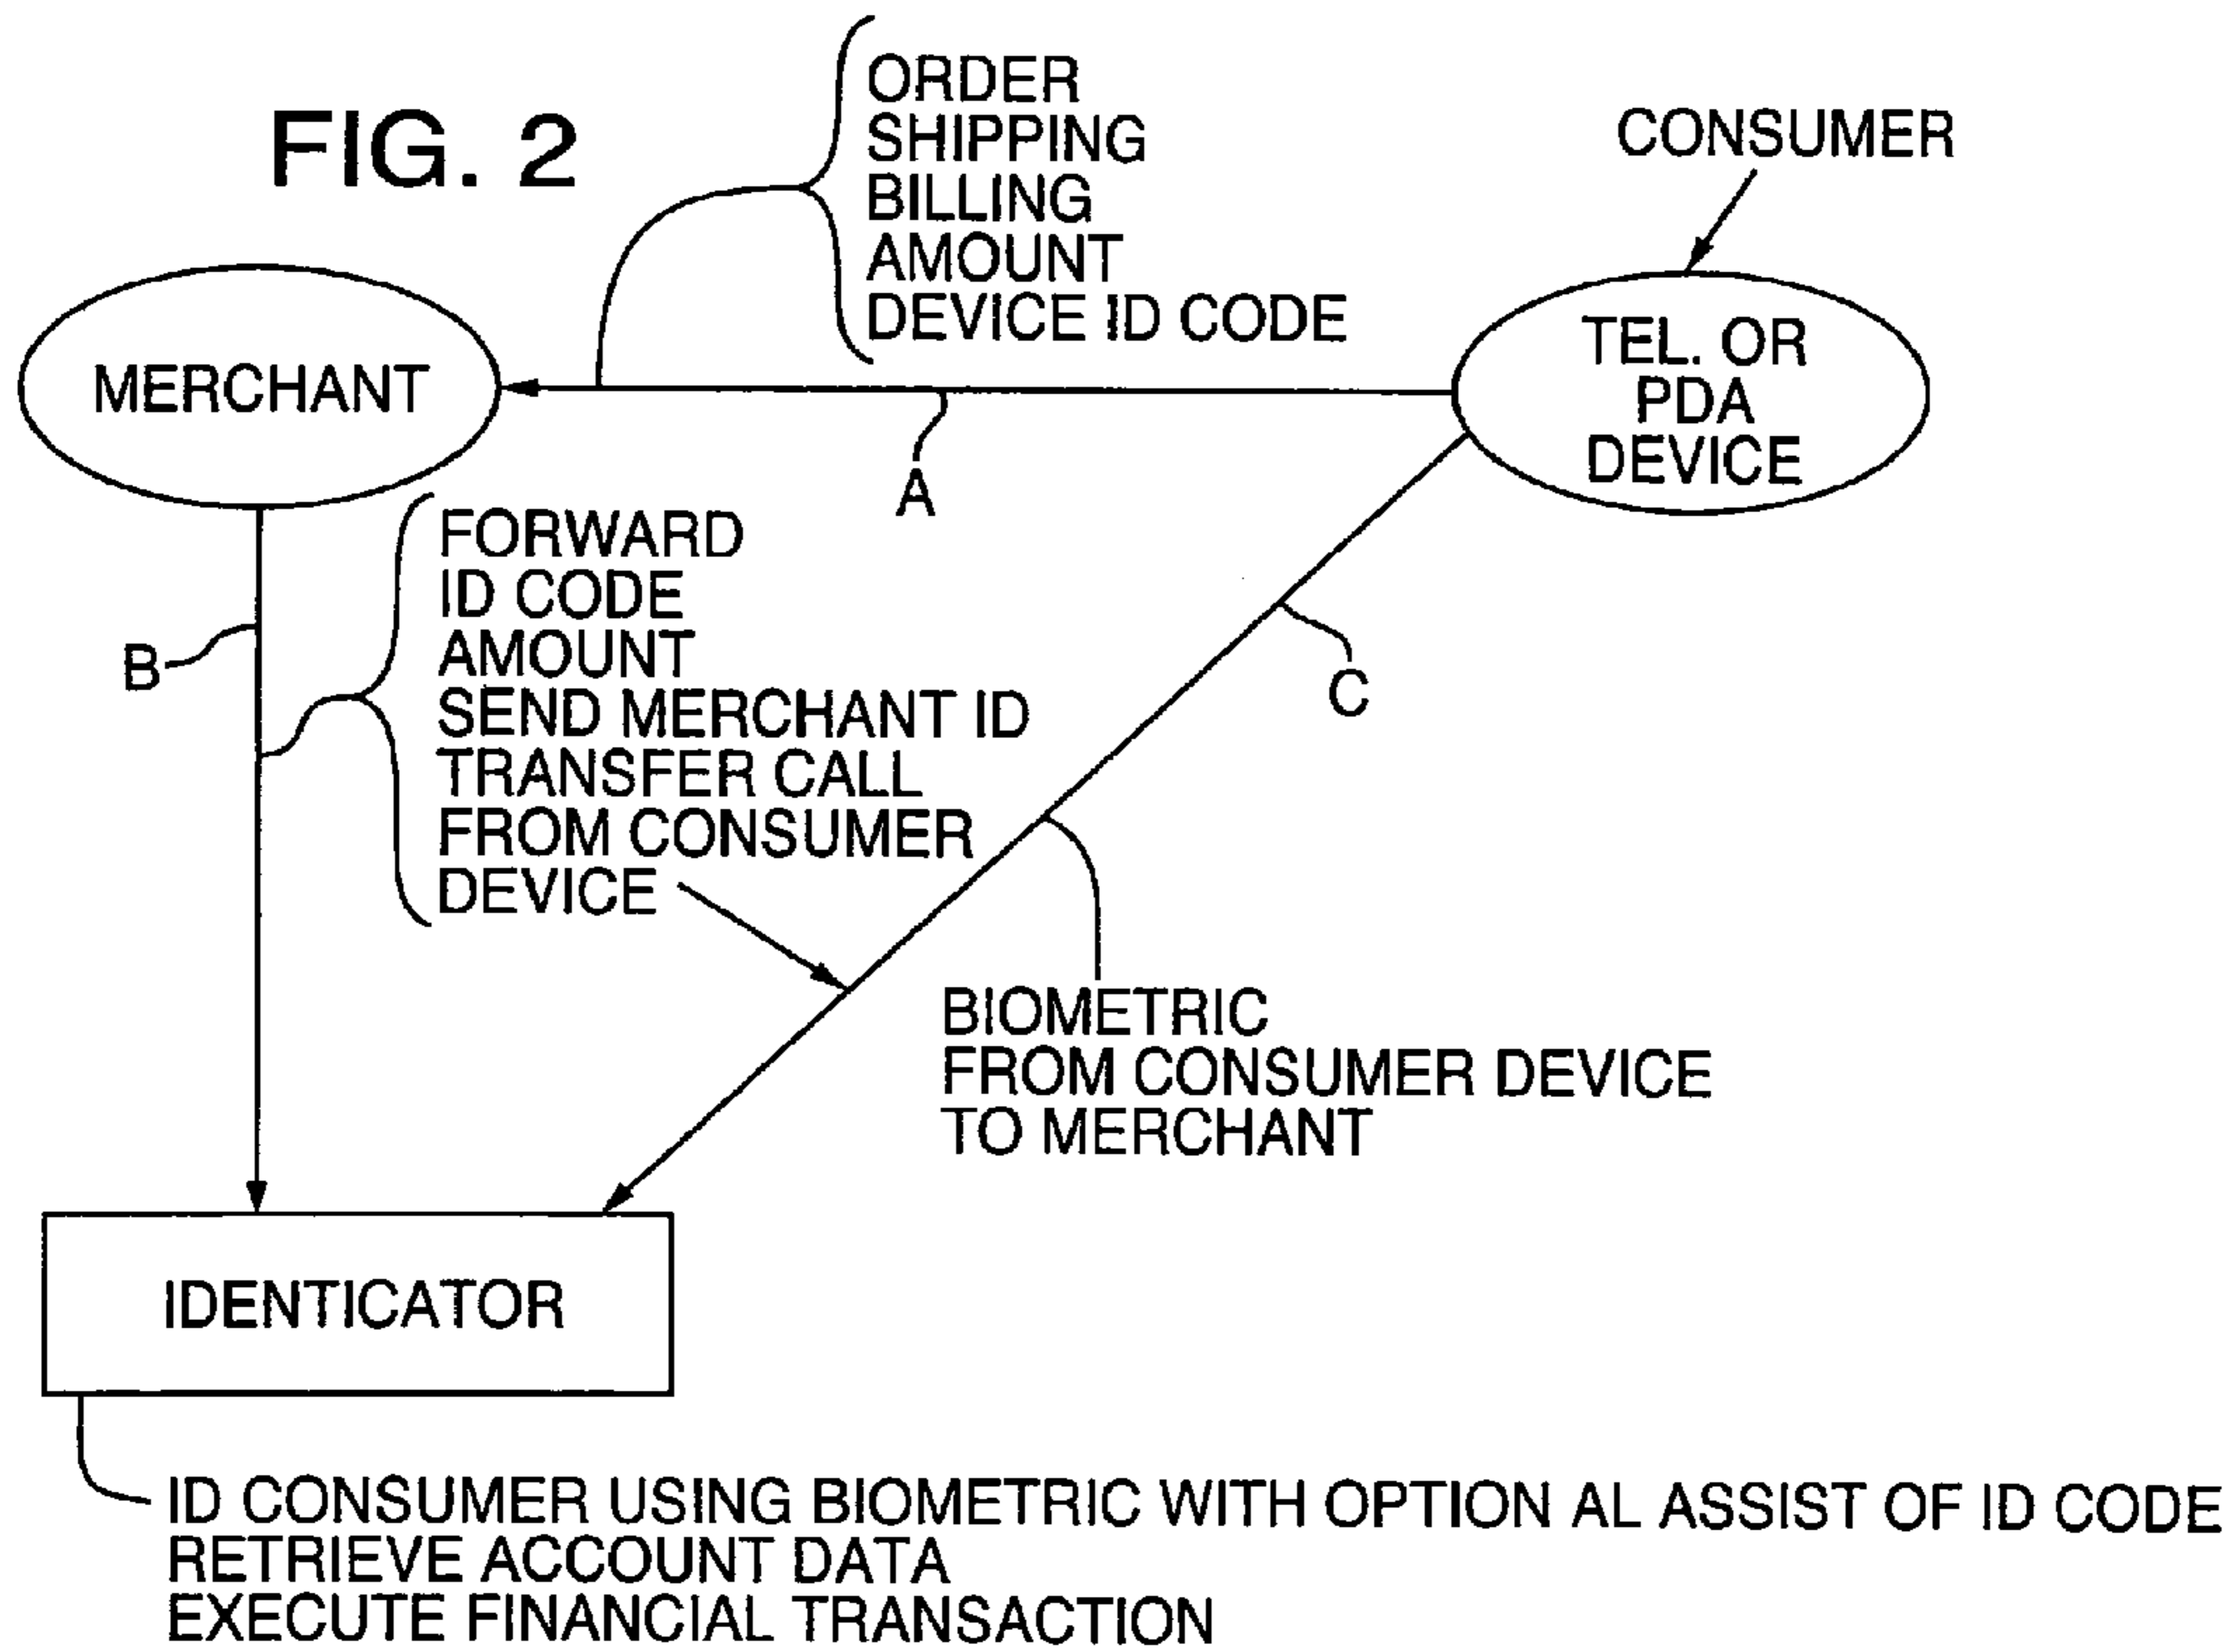 FIG. 2
ORDER
SHIPPING
BILLING
AMOUNT
DEVICE ID CODE
CONSUMER
MERCHANT
TEL. OR
PDA
DEVICE
A
FORWARD
ID CODE
AMOUNT
SEND MERCHANT ID
TRANSFER CALL
FROM CONSUMER
DEVICE
B
C
BIOMETRIC
FROM CONSUMER DEVICE
TO MERCHANT
IDENTICATOR
ID CONSUMER USING BIOMETRIC WITH OPTION AL ASSIST OF ID CODE
RETRIEVE ACCOUNT DATA
EXECUTE FINANCIAL TRANSACTION